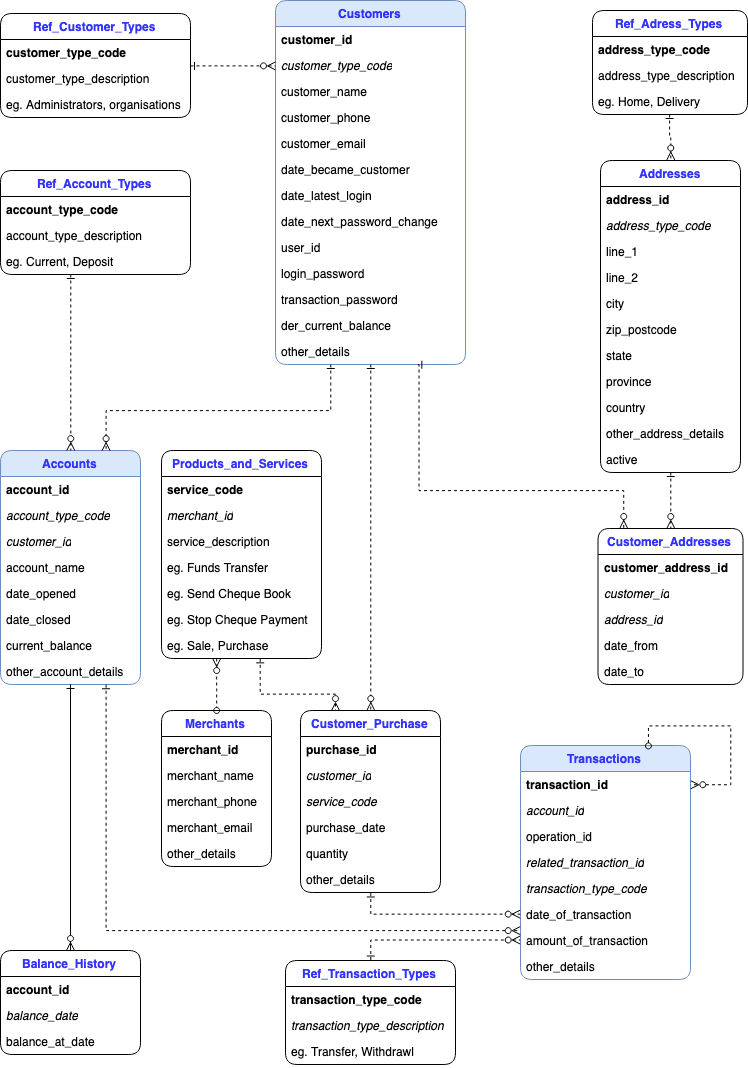 Ref_Customer_Types
customer_type_code
customer_type_description
eg. Administrators, organisations
Customers
customer_id
customer_type_code
customer_name
customer_phone
customer_email
date_became_customer
date_latest_login
date_next_password_change
user_id
login_password
transaction_password
der_current_balance
other_details
Ref_Adress_Types
address_type_code
address_type_description
eg. Home, Delivery
Ref_Account_Types
account_type_code
account_type_description
eg. Current, Deposit
Addresses
address_id
address_type_code
line_1
line_2
city
zip_postcode
state
province
country
other_address_details
active
Accounts
account_id
account_type_code
customer_id
account_name
date_opened
date_closed
current_balance
other_account_details
Products_and_Services
service_code
merchant_id
service_description
eg. Funds Transfer
eg. Send Cheque Book
eg. Stop Cheque Payment
eg. Sale, Purchase
Customer_Addresses
customer_address_id
customer_id
address_id
date_from
date_to
Merchants
merchant_id
merchant_name
merchant_phone
merchant_email
other_details
Customer_Purchase
purchase_id
customer_id
service_code
purchase_date
quantity
other_details
Transactions
transaction_id
account_id
operation_id
related_transaction_id
transaction_type_code
date_of_transaction
amount_of_transaction
other_details
Balance_History
account_id
balance_date
balance_at_date
Ref_Transaction_Types
transaction_type_code
transaction_type_description
eg. Transfer, Withdrawl